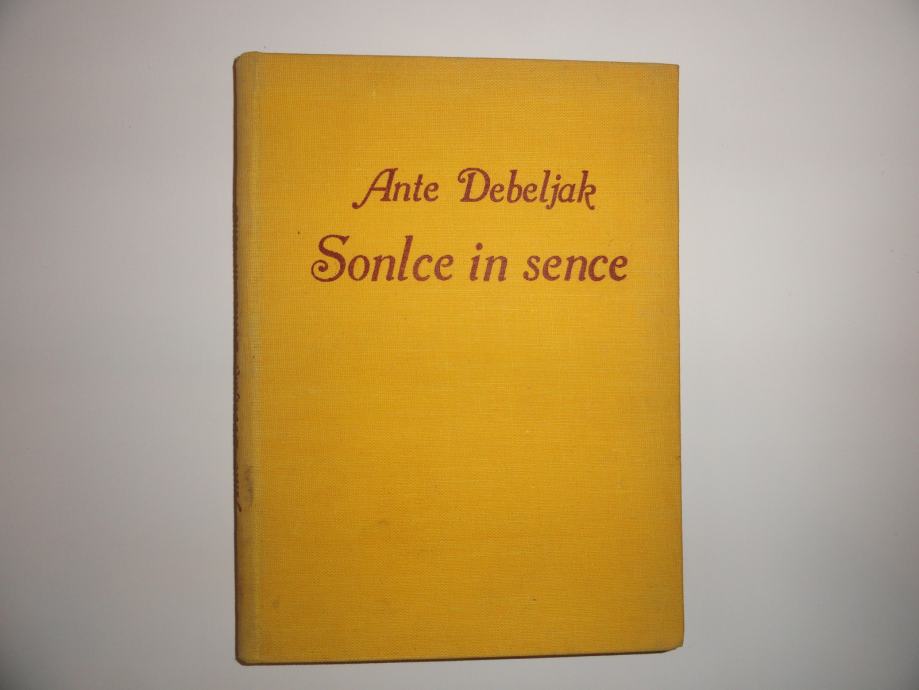 Ante Debeljak
Sonlce in sence